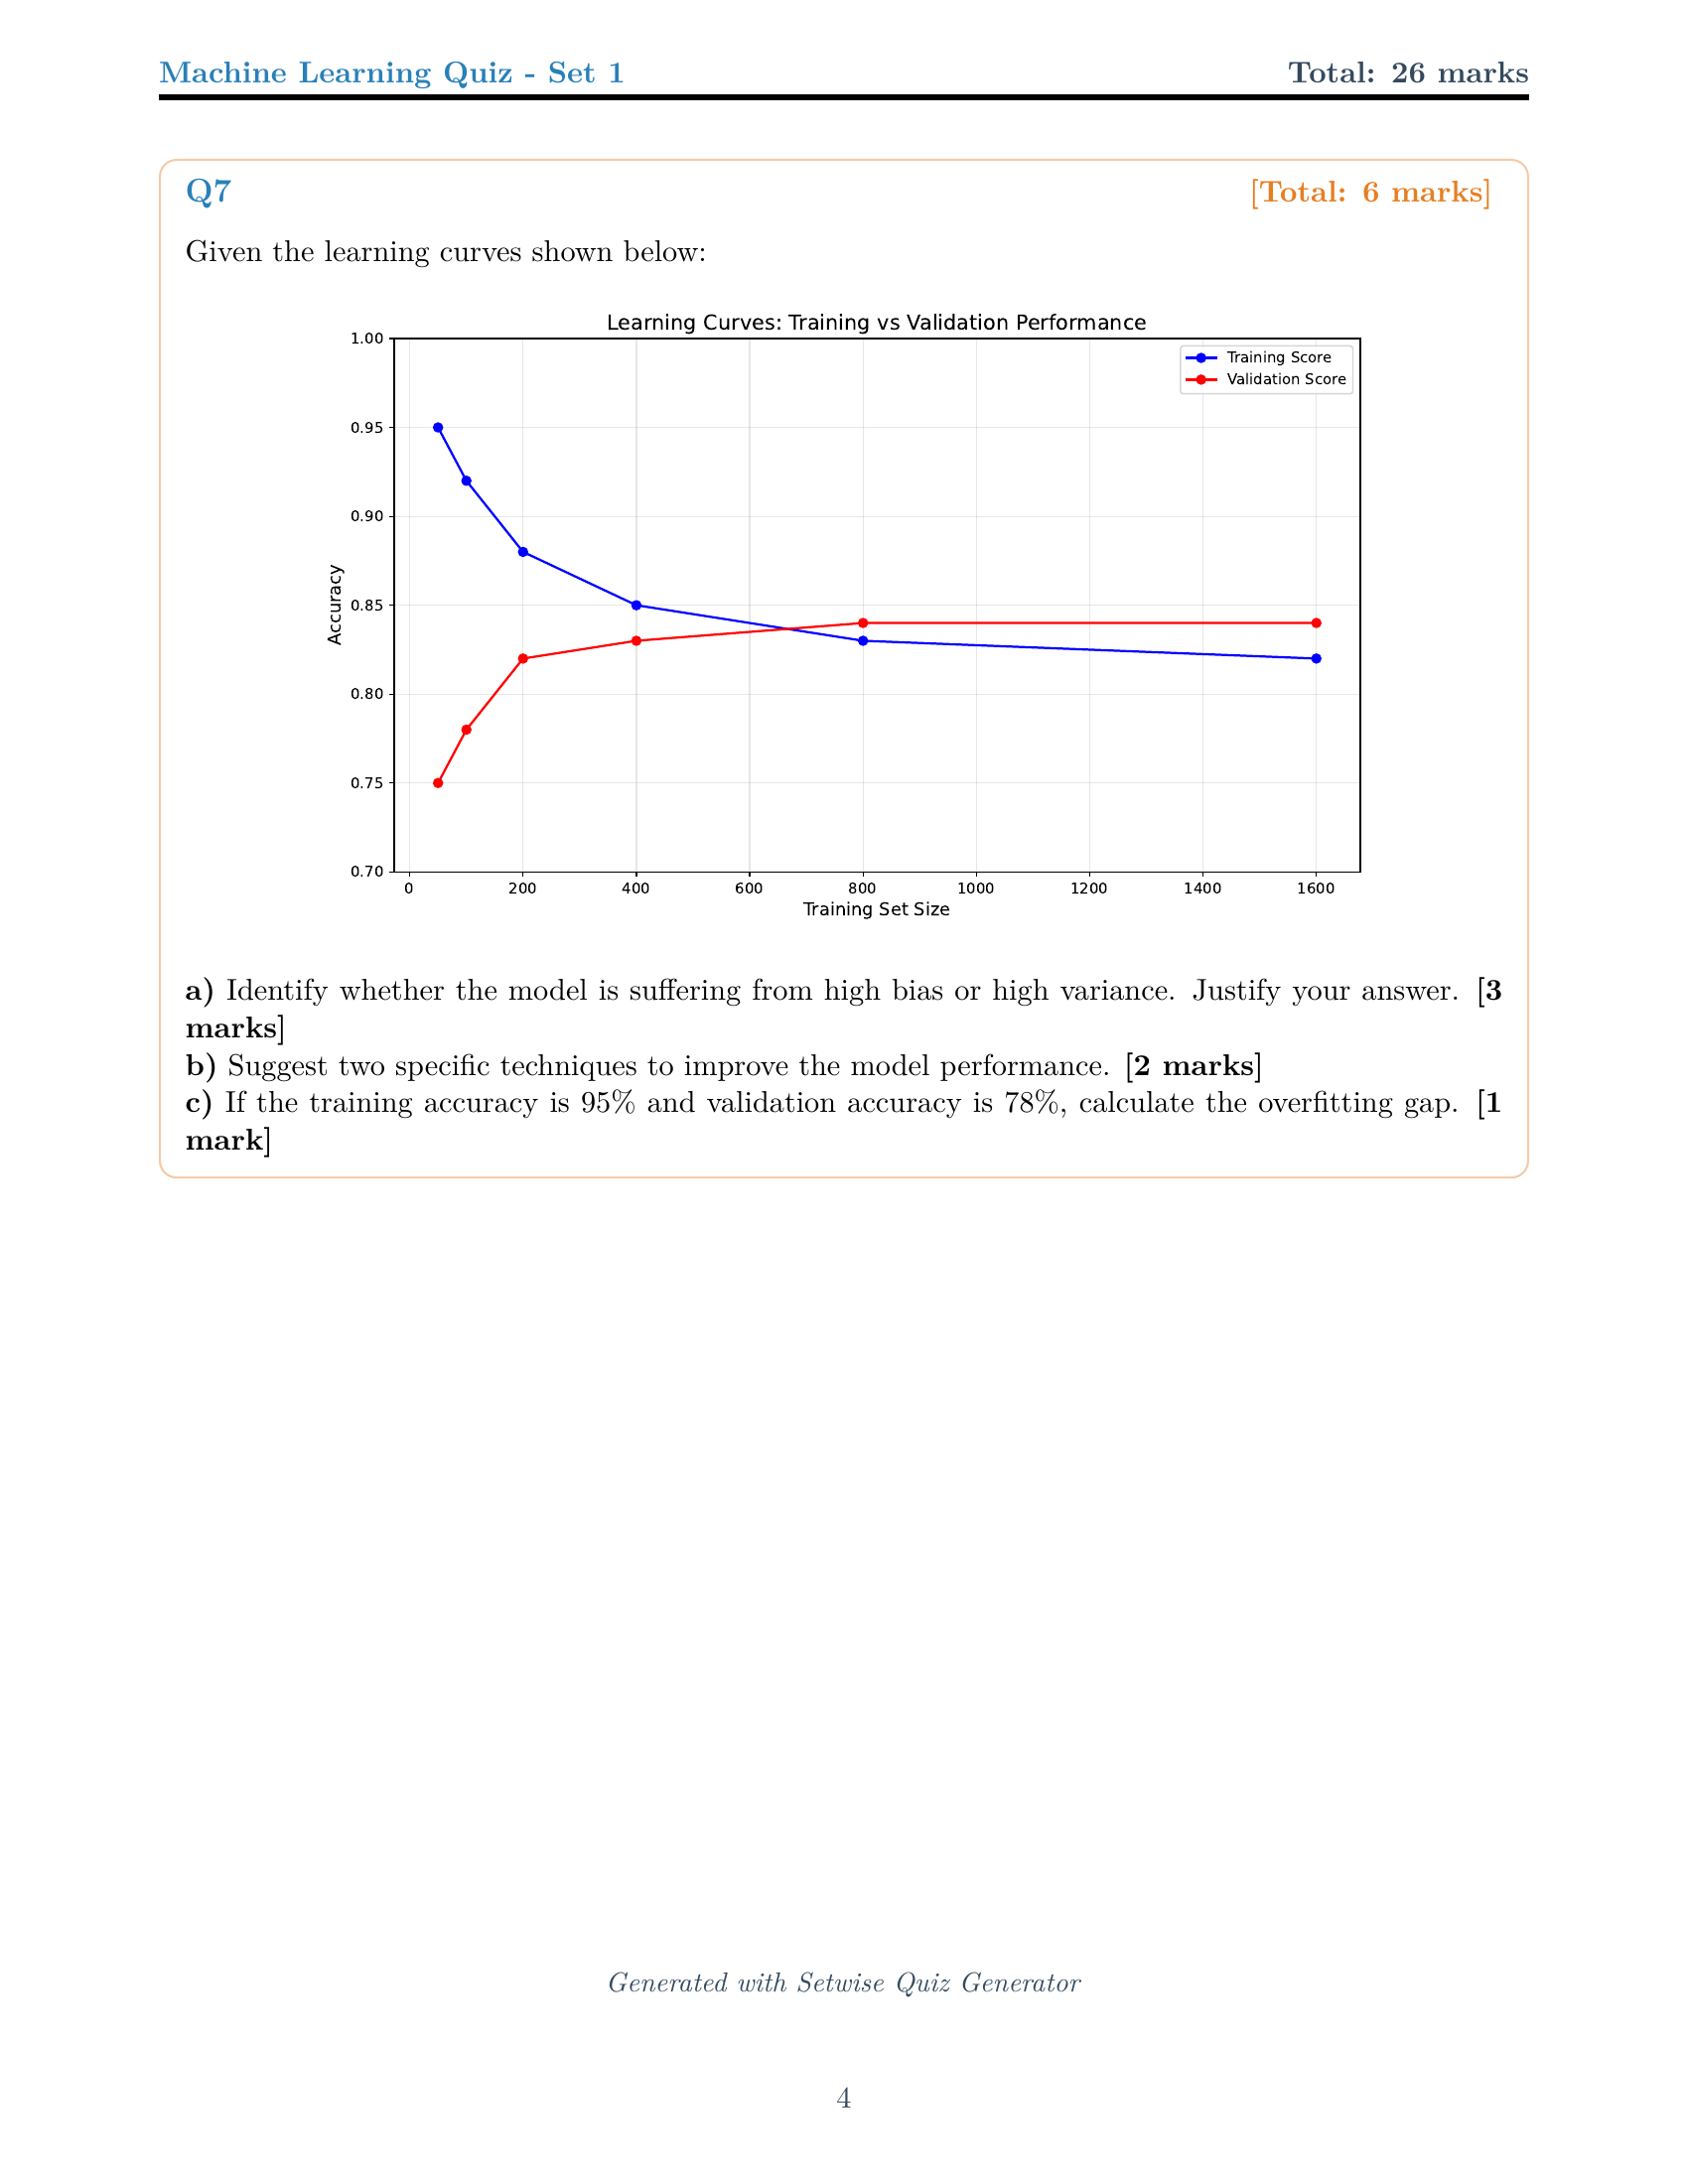 Machine Learning Quiz - Set 1 Total: 26 marks
Q7 [Total: 6 marks]
Given the learning curves shown below:
Learning Curves: Training vs Validation Performance
1.00
0.95
0.90
0.85
0.80
0.75
0.70
Accuracy
Training Score
Validation Score
0 200 400 600 800 1000 1200 1400 1600
Training Set Size
a) Identify whether the model is suffering from high bias or high variance. Justify your answer. [3
marks]
b) Suggest two specific techniques to improve the model performance. [2 marks]
c) If the training accuracy is 95% and validation accuracy is 78%, calculate the overfitting gap. [1
mark]
Generated with Setwise Quiz Generator
4